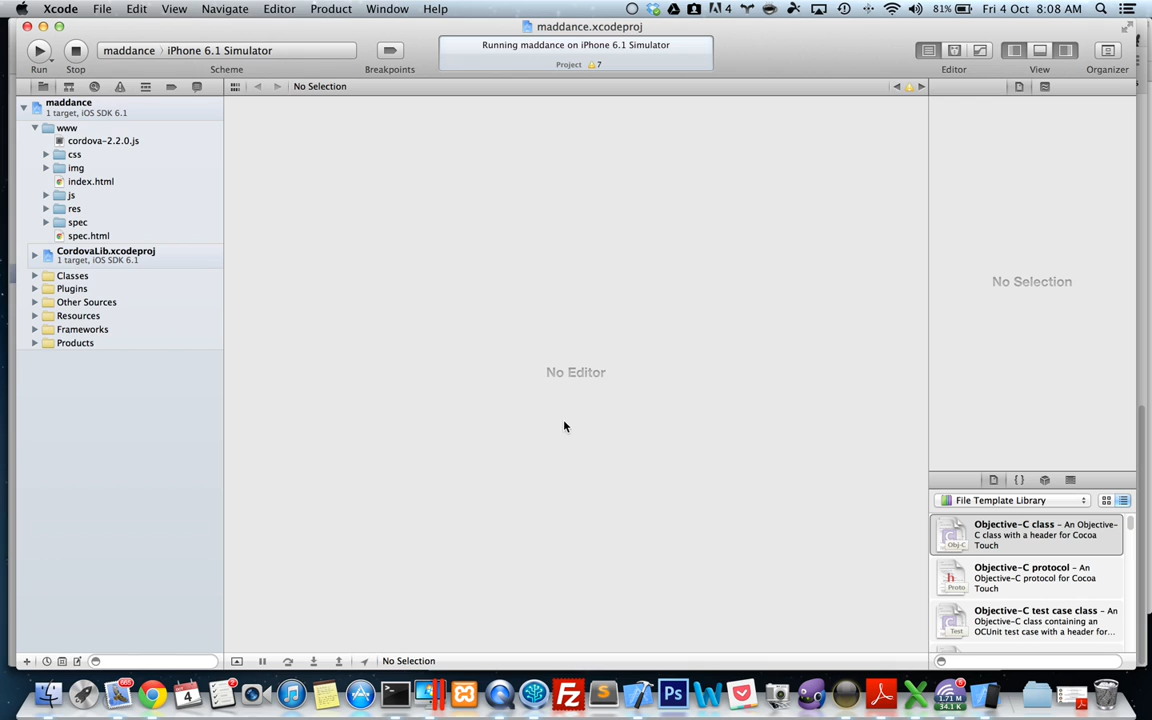 Xcode File Edit View Navigate Editor Product Window Help 4 81% Fri 4 Oct 8:08 AM
maddance.xcodeproj
maddance 〉 iPhone 6.1 Simulator
Running maddance on iPhone 6.1 Simulator
Project 7
Run Stop Scheme Breakpoints Editor View Organizer
No Selection
maddance
1 target, iOS SDK 6.1
www
cordova-2.2.0.js
css
img
index.html
js
res
spec
spec.html
CordovaLib.xcodeproj
1 target, iOS SDK 6.1
Classes
Plugins
Other Sources
Resources
Frameworks
Products
No Editor
No Selection
File Template Library
Objective-C class – An Objective-
C class with a header for Cocoa
Touch
Obj-C
Objective-C protocol – An
Objective-C protocol for Cocoa
Touch
Proto
Objective-C test case class – An
OCUnit test case with a header for...
Objective-C class containing an
Test
No Selection